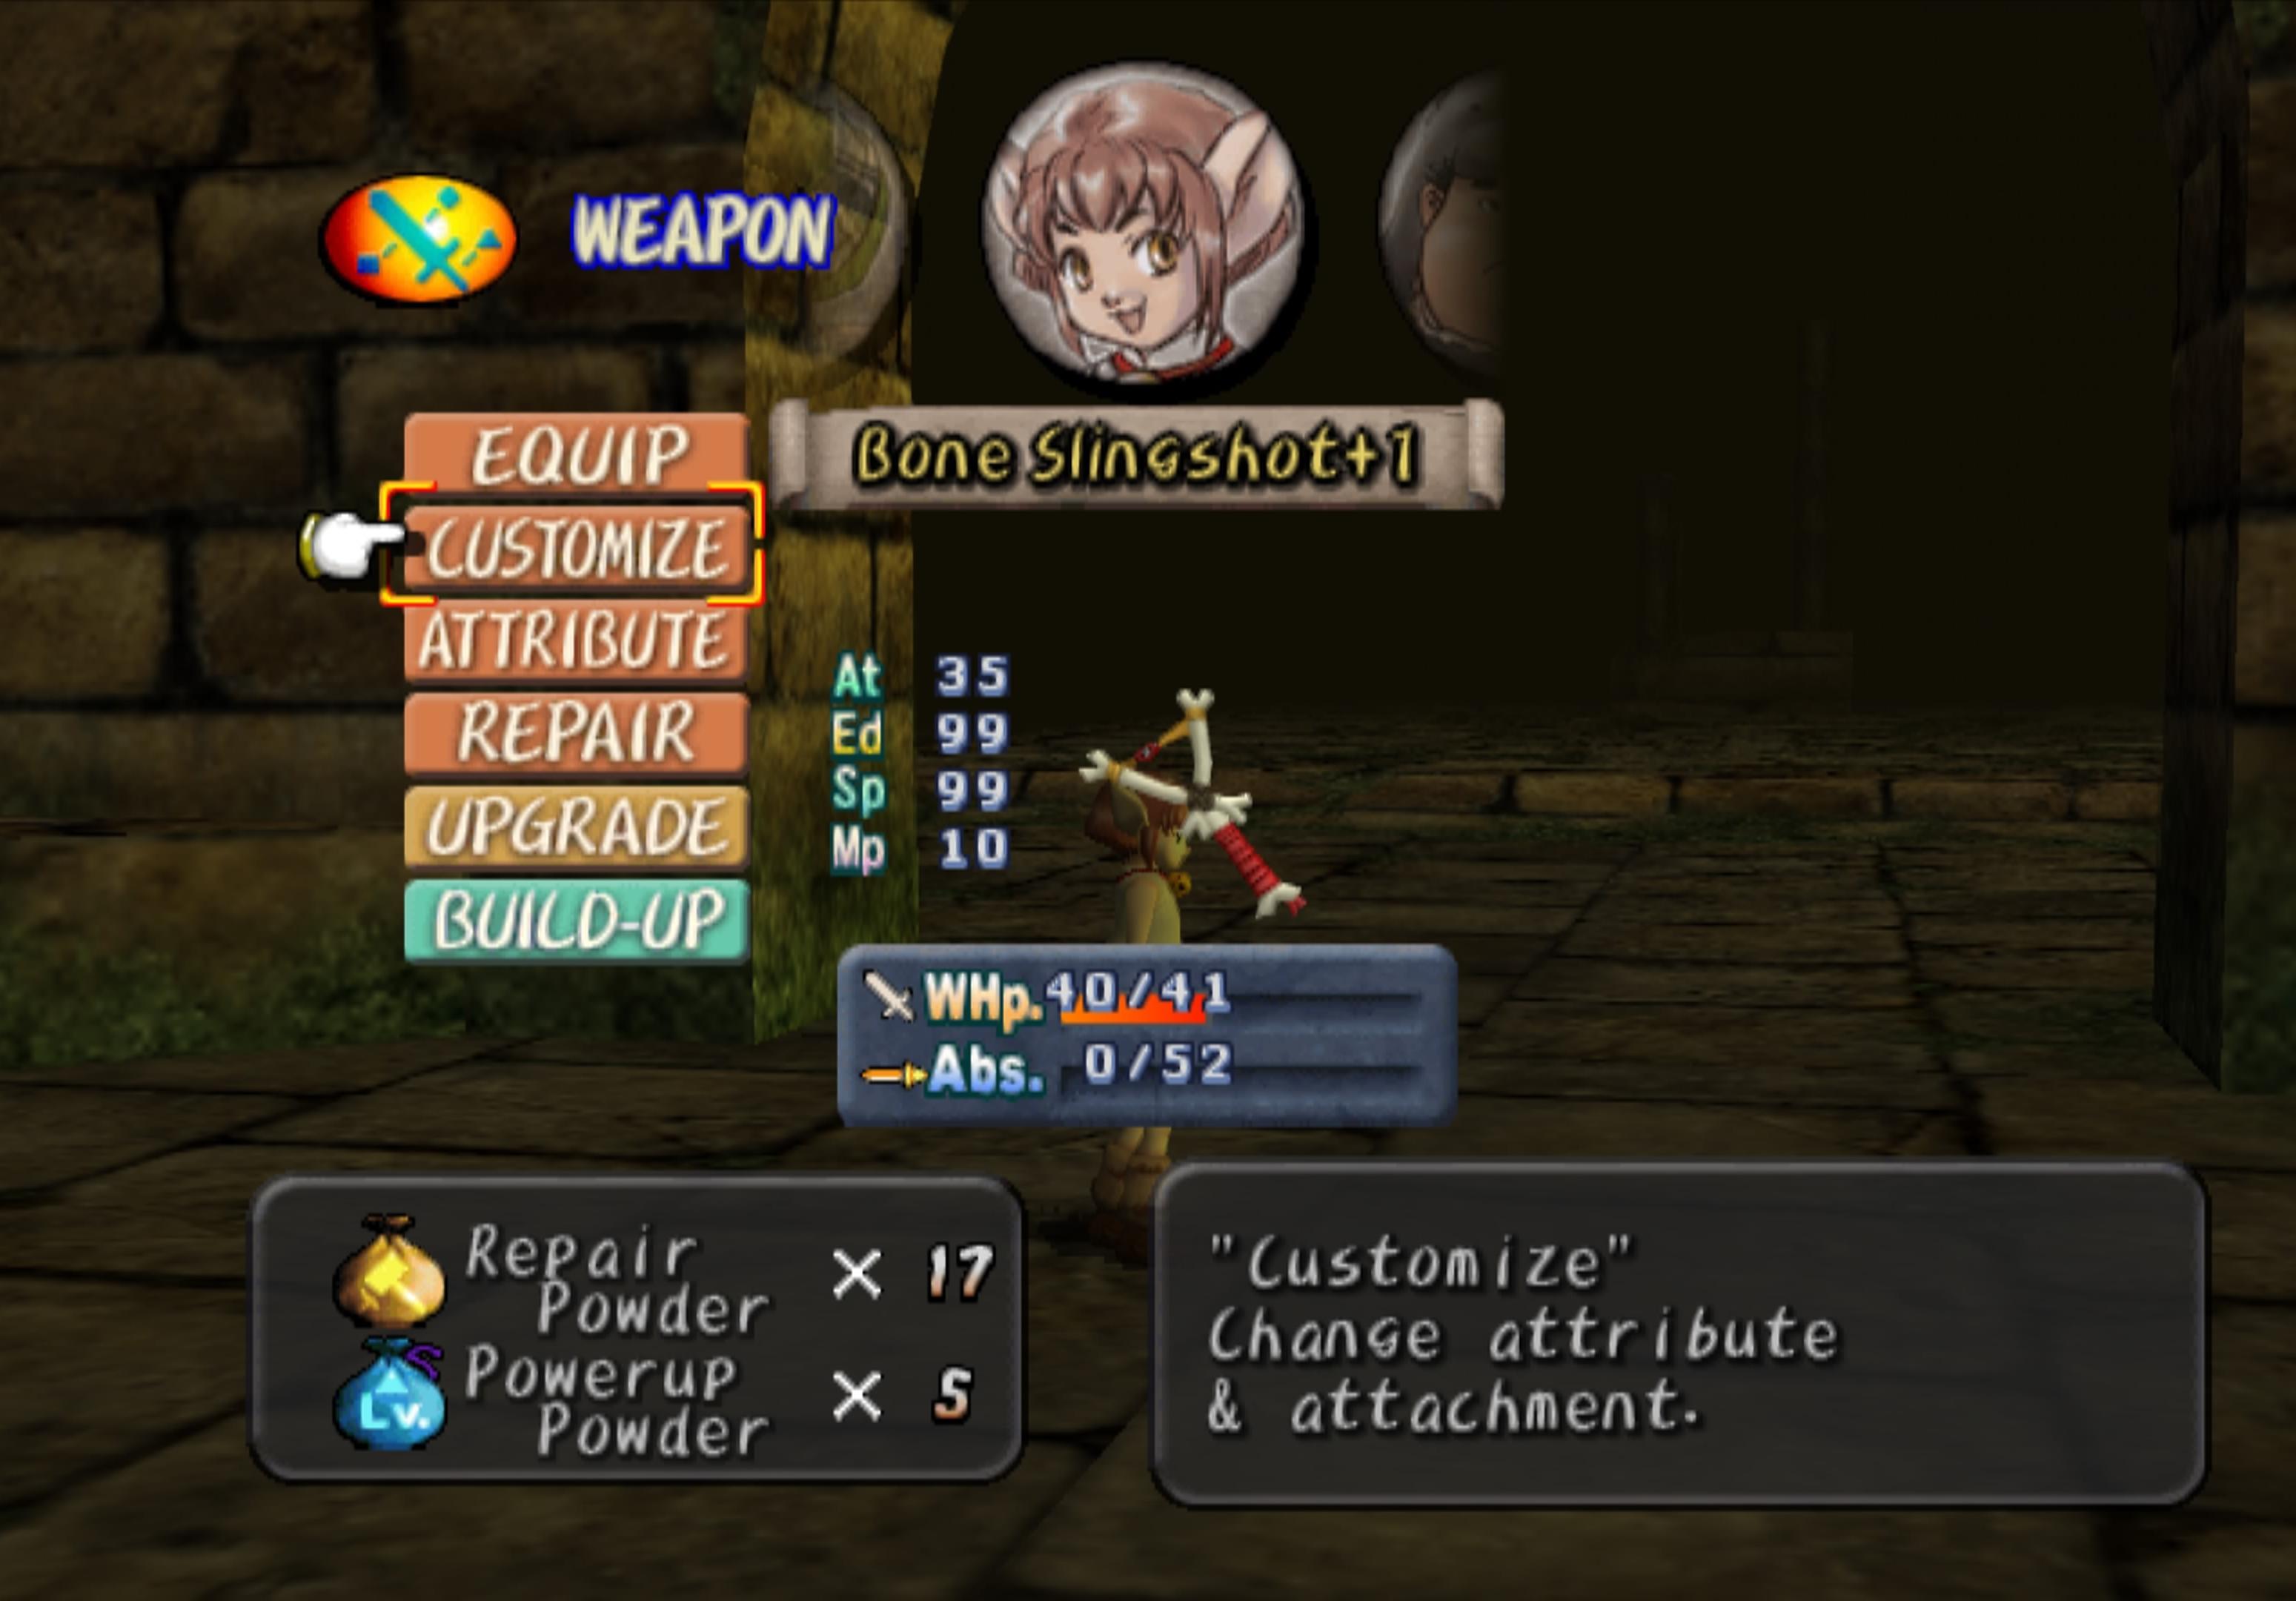 WEAPON
Bone Slingshot+1
EQUIP
CUSTOMIZE
ATTRIBUTE
REPAIR
UPGRADE
BUILD-UP
At 35
Ed 99
Sp 99
Mp 10
WHp. 40/41
Abs. 0/52
Repair
Powder × 17
Lv.
Powerup
Powder × 5
"Customize"
Change attribute
& attachment.